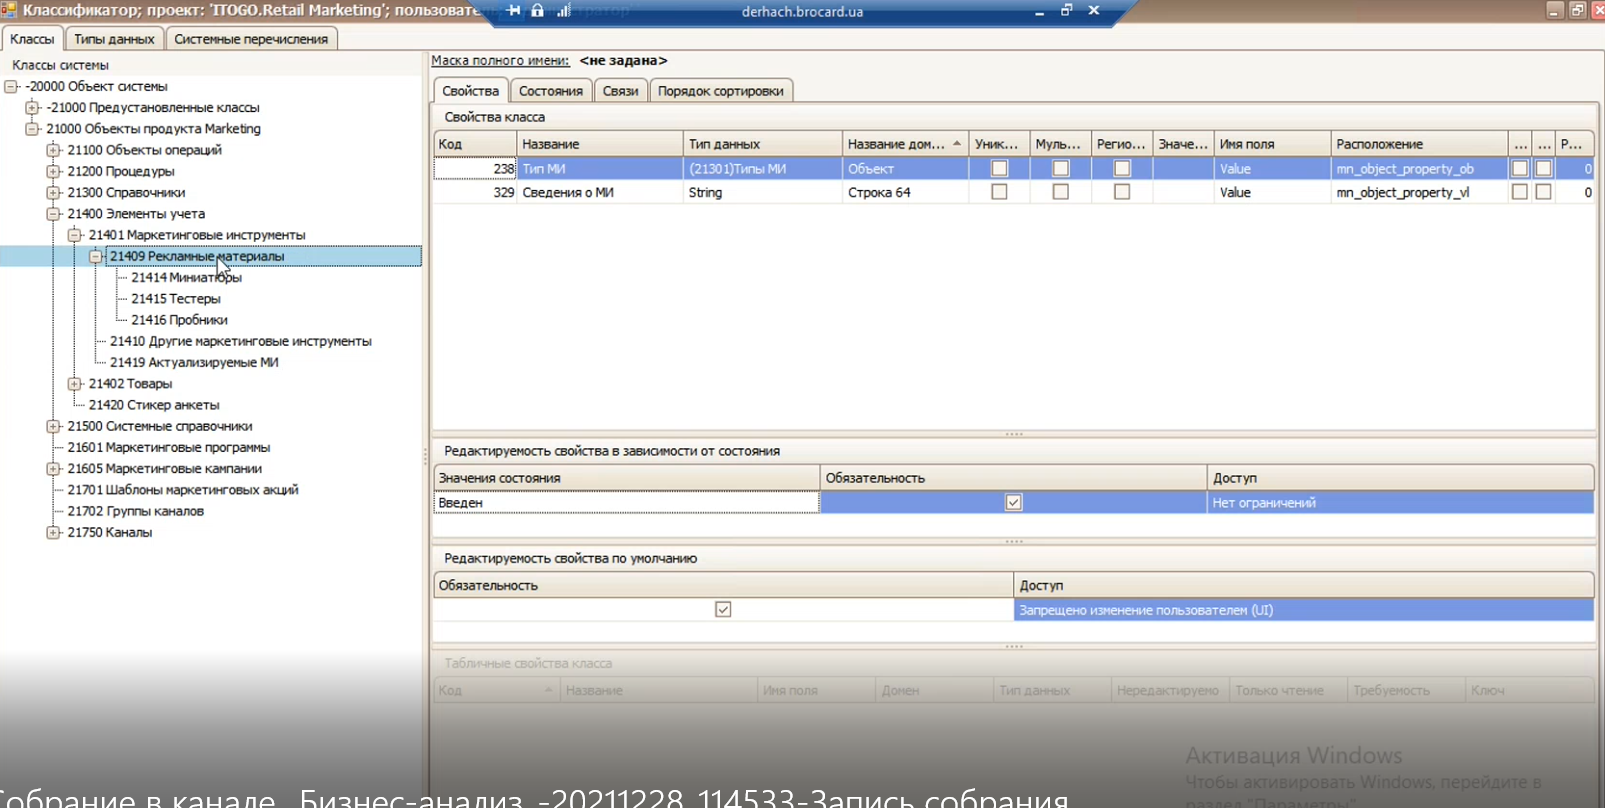 Классификатор; проект: 'ITOGO.Retail Marketing'; пользовате
derhach.brocard.ua
Классы Типы данных Системные перечисления
Классы системы
-20000 Объект системы
-21000 Предустановленные классы
21000 Объекты продукта Marketing
21100 Объекты операций
21200 Процедуры
21300 Справочники
21400 Элементы учета
21401 Маркетинговые инструменты
21409 Рекламные материалы
21414 Миниатюры
21415 Тестеры
21416 Пробники
21410 Другие маркетинговые инструменты
21419 Актуализируемые МИ
21402 Товары
21420 Стикер анкеты
21500 Системные справочники
21601 Маркетинговые программы
21605 Маркетинговые кампании
21701 Шаблоны маркетинговых акций
21702 Группы каналов
21750 Каналы
Маска полного имени: <не задана>
Свойства Состояния Связи Порядок сортировки
Свойства класса
Код Название Тип данных Название дом... Уник... Муль... Регио... Значе... Имя поля Расположение ... ... Р...
238 Тип МИ (21301)Типы МИ Объект Value mn_object_property_ob 0
329 Сведения о МИ String Строка 64 Value mn_object_property_vl 0
Редактируемость свойства в зависимости от состояния
Значения состояния Обязательность Доступ
Введен Нет ограничений
Редактируемость свойства по умолчанию
Обязательность Доступ
Запрещено изменение пользователем (UI)
Табличные свойства класса
Код Название Имя поля Домен Тип данных Нередактируемо Только чтение Требуемость Ключ
Активация Windows
Чтобы активировать Windows, перейдите в
раздел "Параметры".
Собрание в канале _Бизнес-анализ_-20211228_114533-Запись собрания